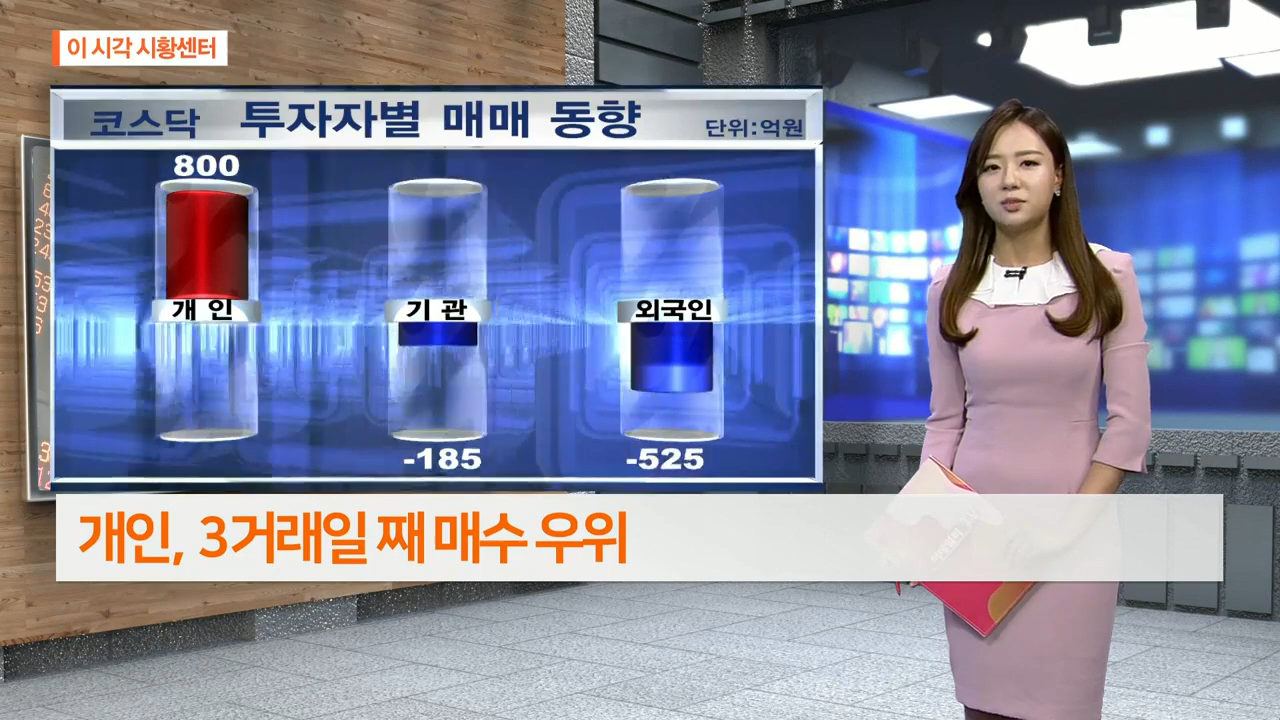 이 시각 시황센터
코스닥 투자자별 매매 동향 단위:억원
800
개인 기관 외국인
-185 -525
개인, 3거래일 째 매수 우위